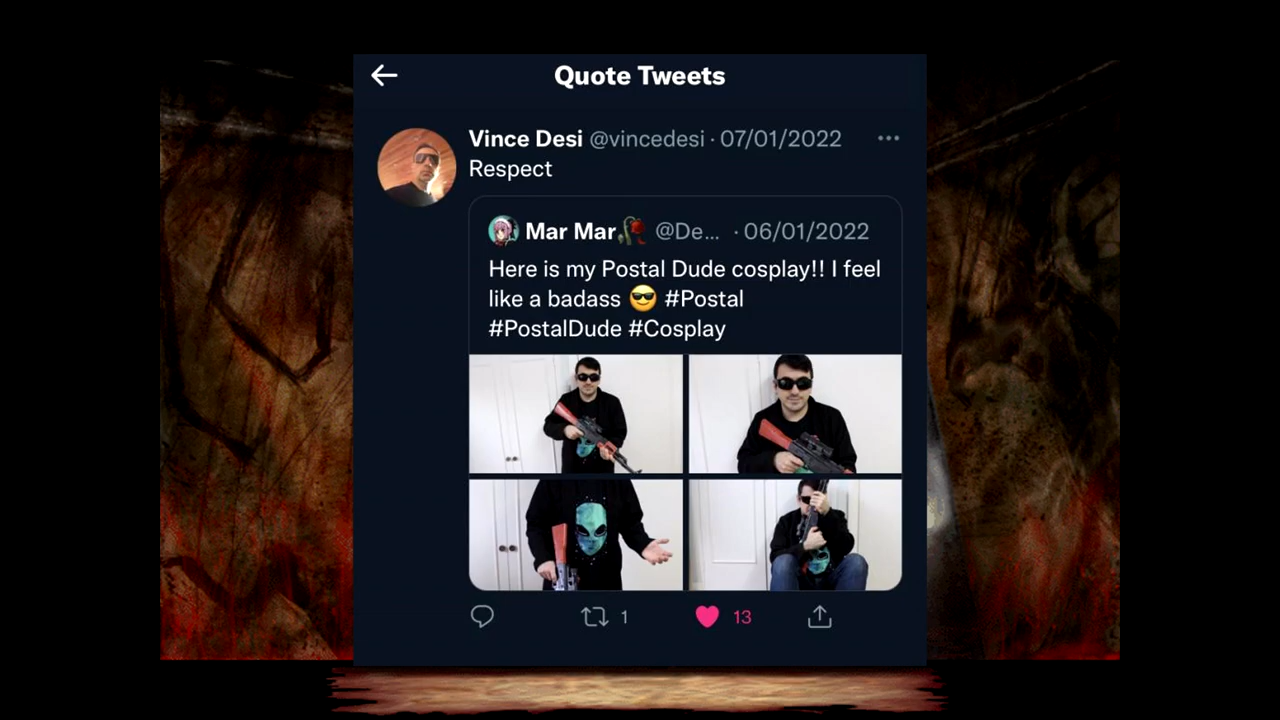 Quote Tweets
Vince Desi @vincedesi · 07/01/2022
Respect
Mar Mar🥀 @De... · 06/01/2022
Here is my Postal Dude cosplay!! I feel
like a badass 😎 #Postal
#PostalDude #Cosplay
1
13